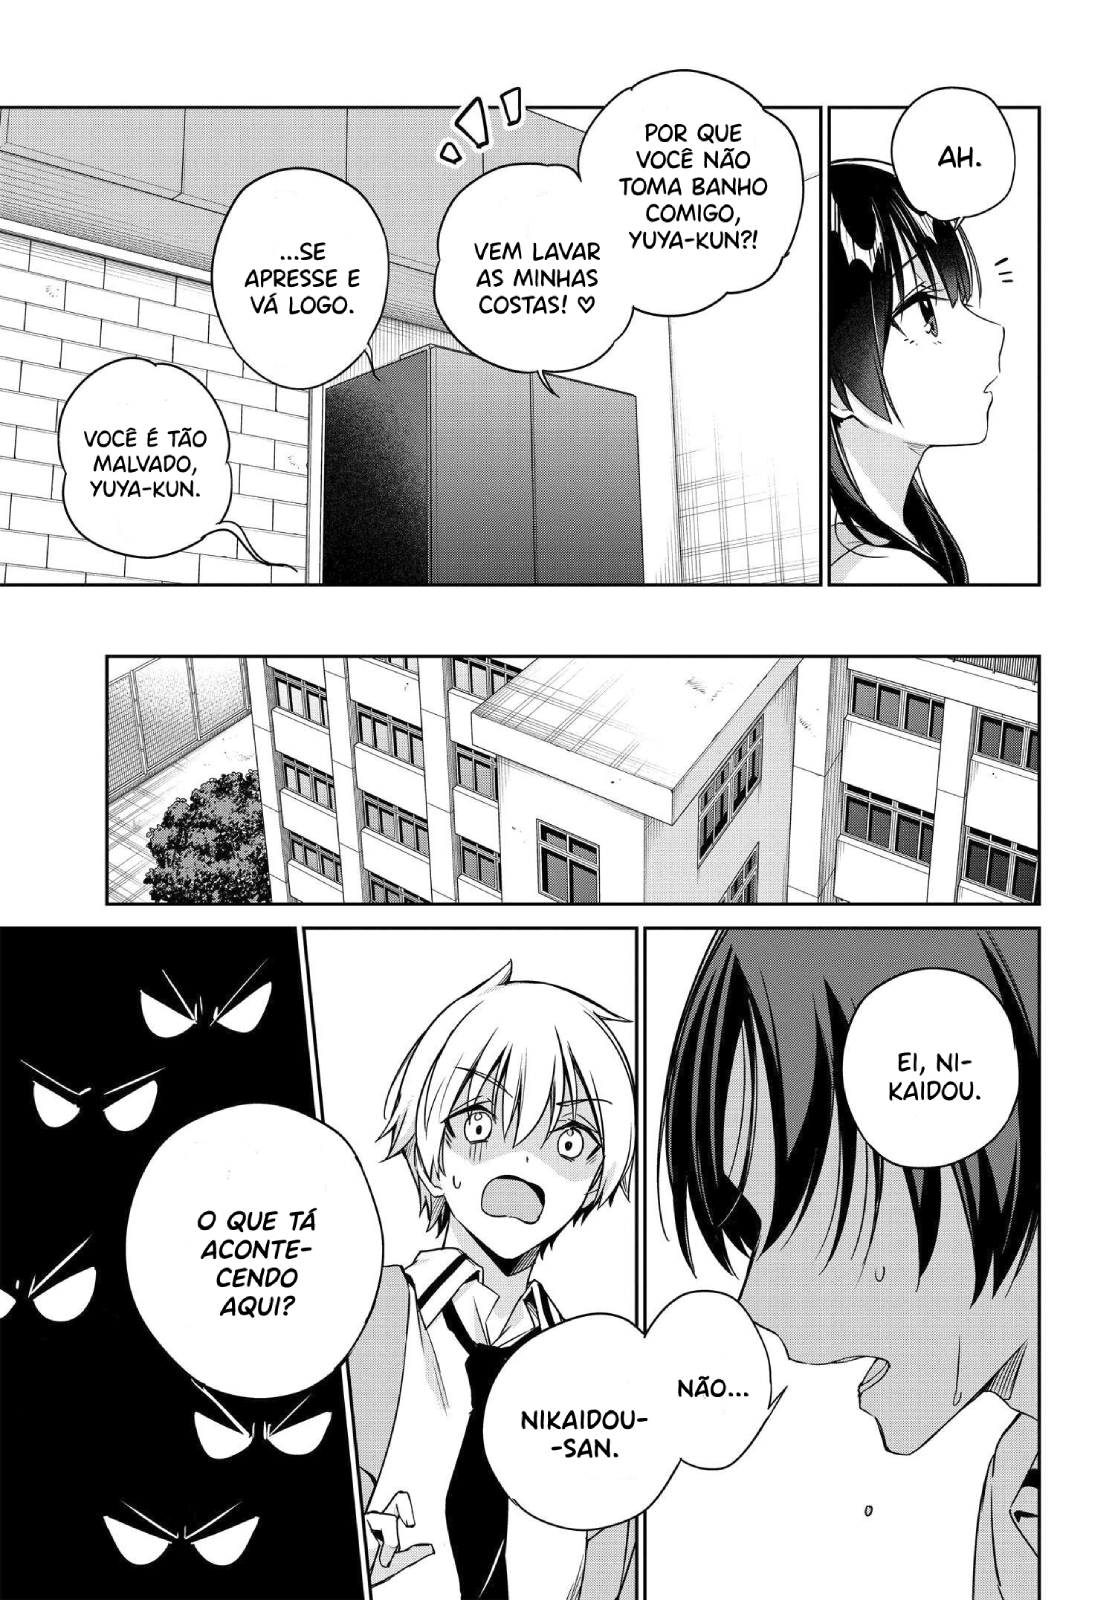 AH.
POR QUE
VOCÊ NÃO
TOMA BANHO
COMIGO,
YUYA-KUN?!
VEM LAVAR
AS MINHAS
COSTAS! ♡
...SE
APRESSE E
VÁ LOGO.
VOCÊ É TÃO
MALVADO,
YUYA-KUN.
EI, NI-
KAIDOU.
NÃO...
NIKAIDOU-
-SAN.
O QUE TÁ
ACONTE-
CENDO
AQUI?